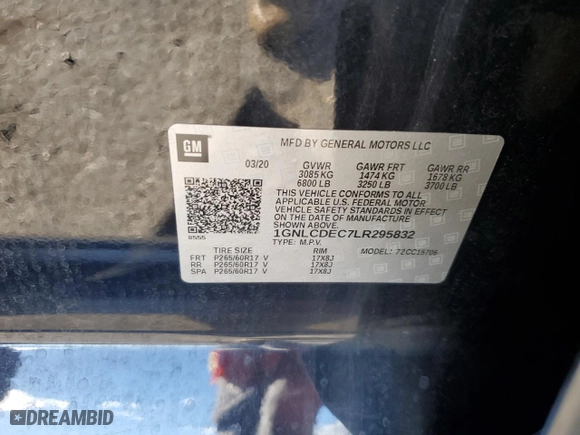 GM
MFD BY GENERAL MOTORS LLC
03/20 GVWR GAWR FRT GAWR RR
3085 KG 1474 KG 1678 KG
6800 LB 3250 LB 3700 LB
THIS VEHICLE CONFORMS TO ALL
APPLICABLE U.S. FEDERAL MOTOR
VEHICLE SAFETY STANDARDS IN EFFECT
ON THE DATE OF MANUFACTURE
SHOWN ABOVE.
1GNLCDEC7LR295832
TYPE: M.P.V. MODEL: 72CC15706
TIRE SIZE RIM
FRT P265/60R17 V 17X8J
RR P265/60R17 V 17X8J
SPA P265/60R17 V 17X8J
DREAMBID